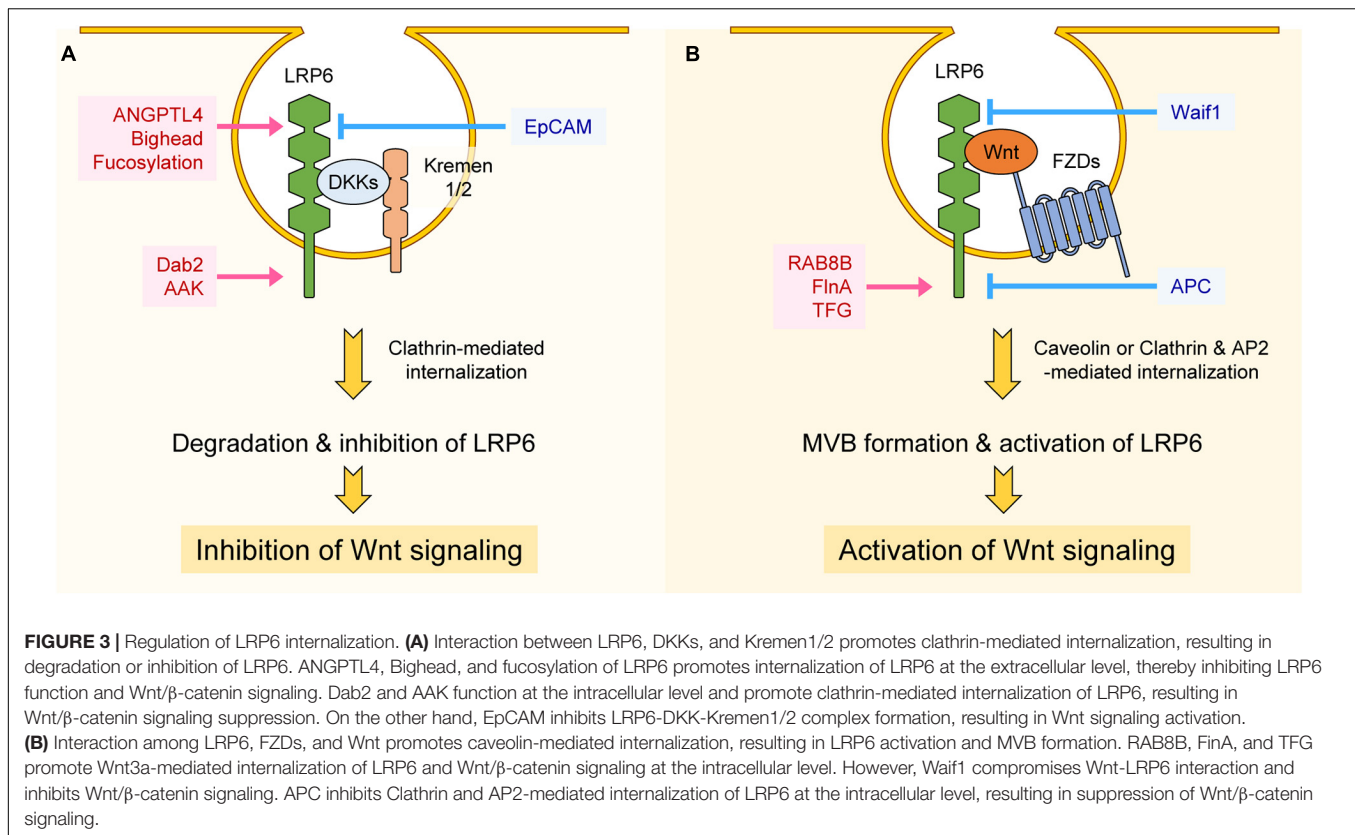 A
LRP6
ANGPTL4
Bighead
Fucosylation
EpCAM
DKKs
Kremen
1/2
Dab2
AAK
Clathrin-mediated
internalization
Degradation & inhibition of LRP6
Inhibition of Wnt signaling
B
LRP6
Waif1
Wnt
FZDs
RAB8B
FlnA
TFG
APC
Caveolin or Clathrin & AP2
-mediated internalization
MVB formation & activation of LRP6
Activation of Wnt signaling
FIGURE 3 | Regulation of LRP6 internalization. (A) Interaction between LRP6, DKKs, and Kremen1/2 promotes clathrin-mediated internalization, resulting in
degradation or inhibition of LRP6. ANGPTL4, Bighead, and fucosylation of LRP6 promotes internalization of LRP6 at the extracellular level, thereby inhibiting LRP6
function and Wnt/β-catenin signaling. Dab2 and AAK function at the intracellular level and promote clathrin-mediated internalization of LRP6, resulting in
Wnt/β-catenin signaling suppression. On the other hand, EpCAM inhibits LRP6-DKK-Kremen1/2 complex formation, resulting in Wnt signaling activation.
(B) Interaction among LRP6, FZDs, and Wnt promotes caveolin-mediated internalization, resulting in LRP6 activation and MVB formation. RAB8B, FinA, and TFG
promote Wnt3a-mediated internalization of LRP6 and Wnt/β-catenin signaling at the intracellular level. However, Waif1 compromises Wnt-LRP6 interaction and
inhibits Wnt/β-catenin signaling. APC inhibits Clathrin and AP2-mediated internalization of LRP6 at the intracellular level, resulting in suppression of Wnt/β-catenin
signaling.